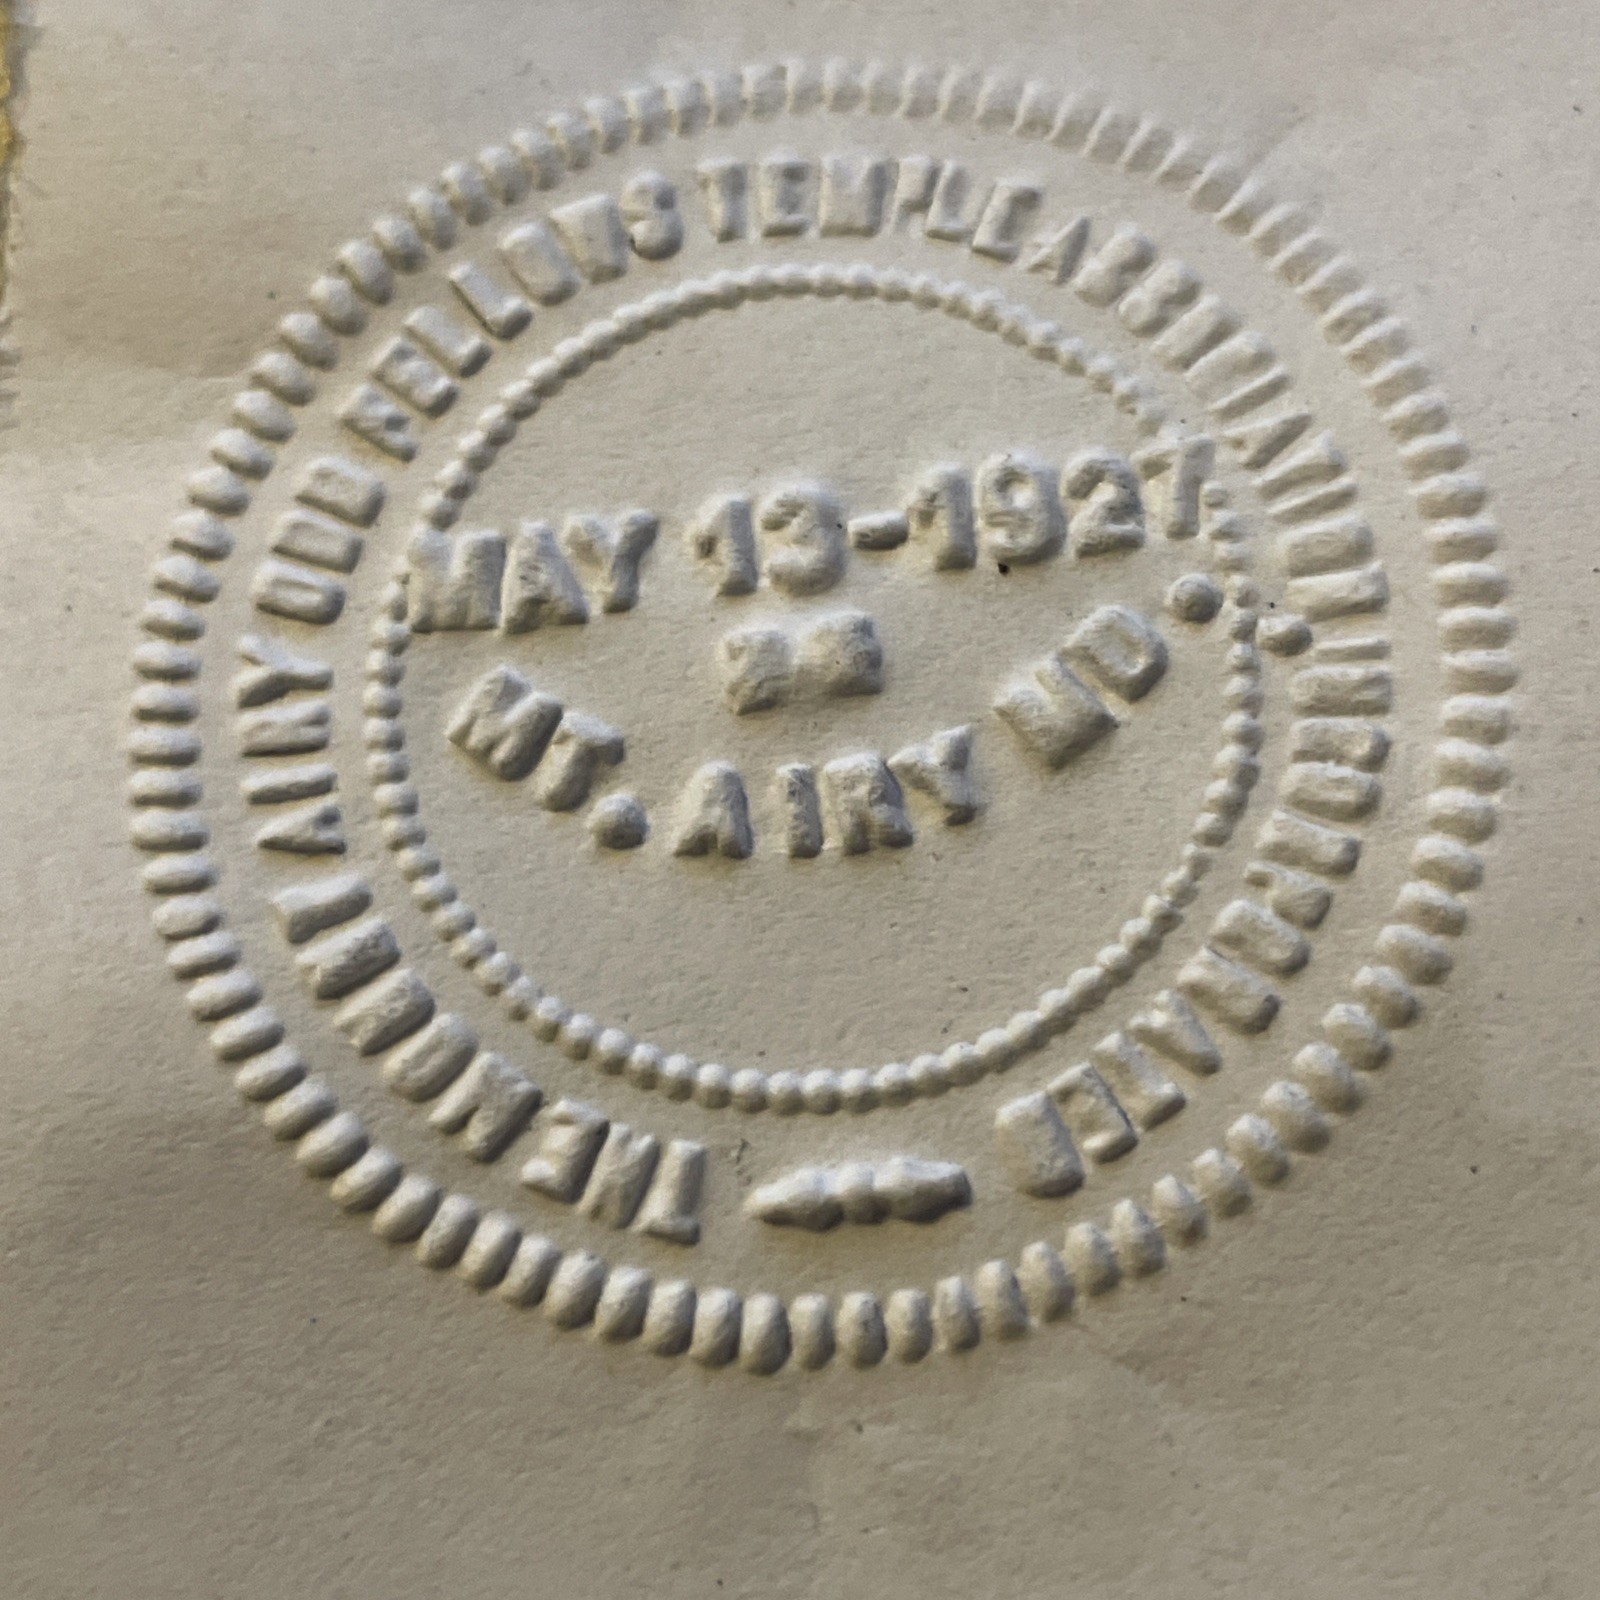 THE MOUNT AIRY ODD FELLOWS TEMPLE ASSOCIATION INCORPORATED
MAY 13-1927
MT. AIRY MD.